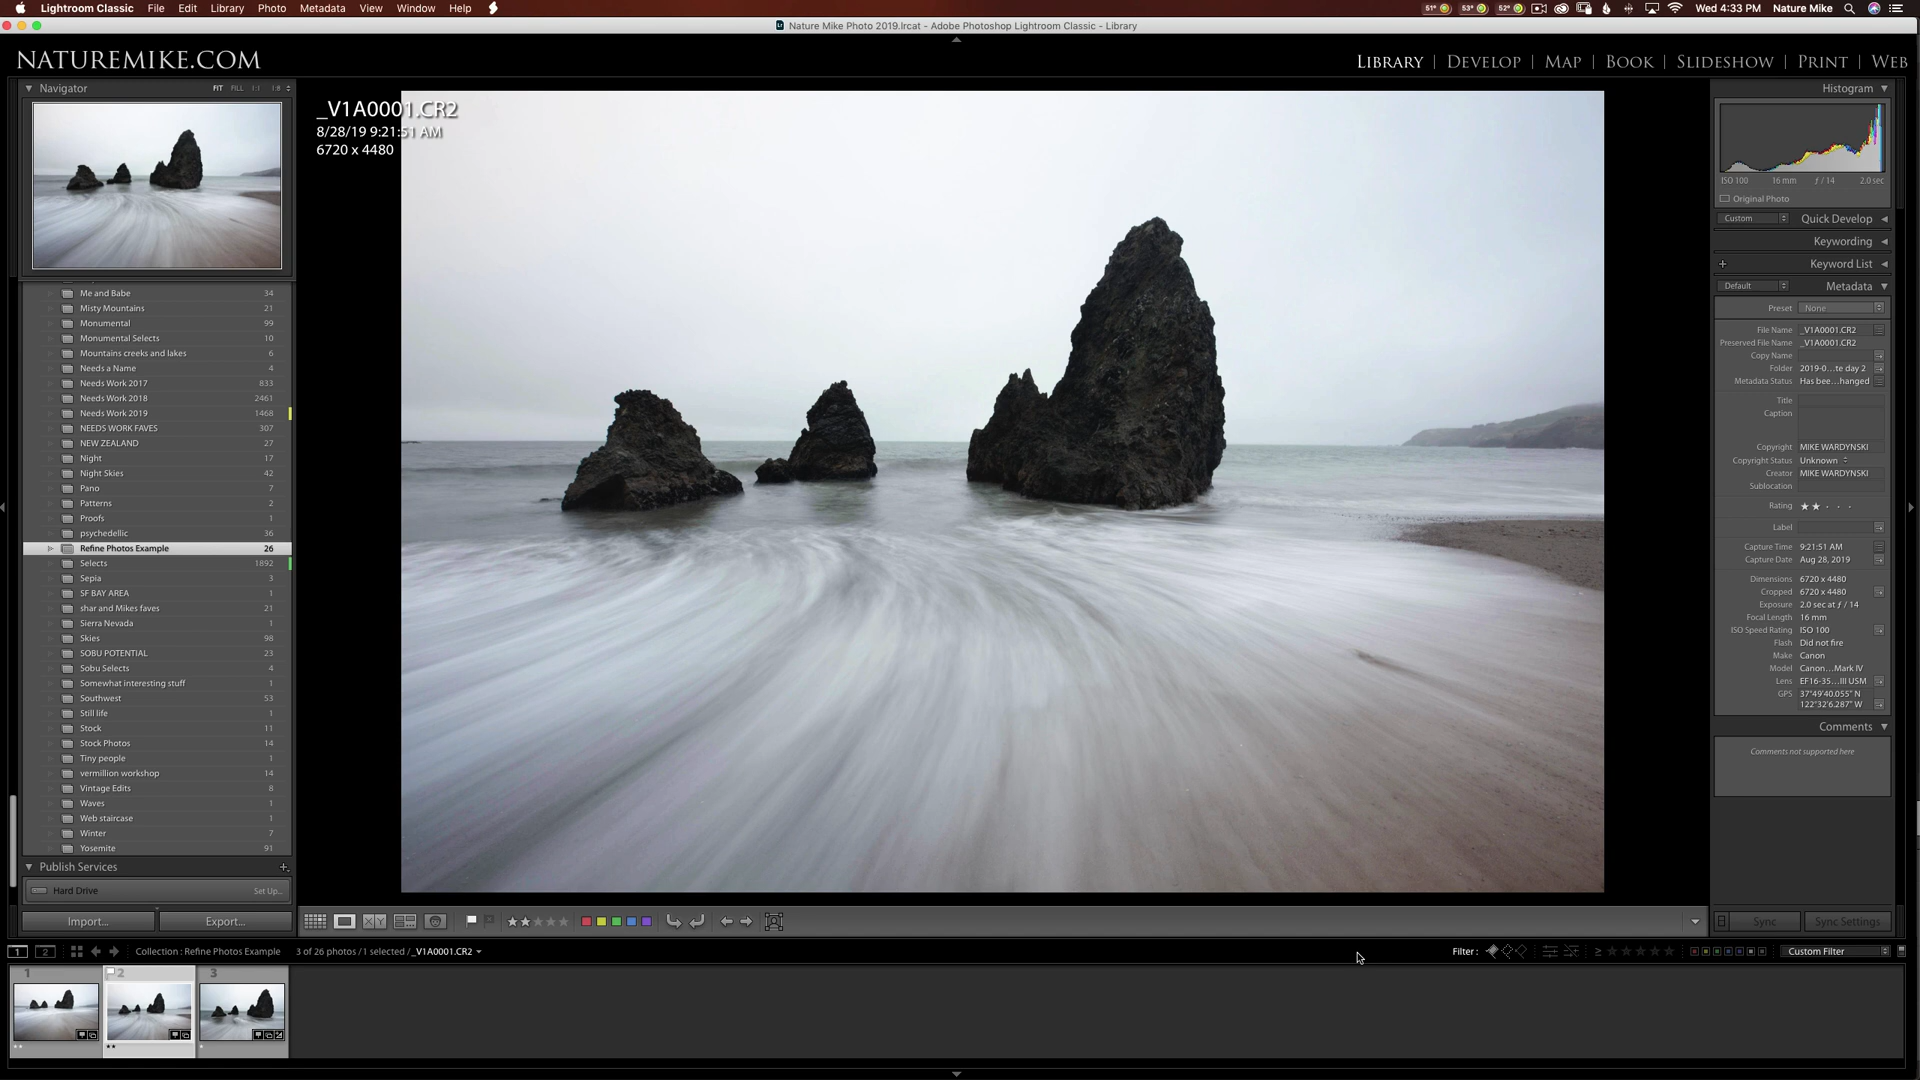 Lightroom Classic File Edit Library Photo Metadata View Window Help
51° 53° 52° Wed 4:33 PM Nature Mike
Nature Mike Photo 2019.lrcat - Adobe Photoshop Lightroom Classic - Library
NATUREMIKE.COM
Library | Develop | Map | Book | Slideshow | Print | Web
Navigator FIT FILL 1:1 1:8
_V1A0001.CR2
8/28/19 9:21:51 AM
6720 x 4480
Me and Babe 34
Misty Mountains 21
Monumental 99
Monumental Selects 10
Mountains creeks and lakes 6
Needs a Name 4
Needs Work 2017 833
Needs Work 2018 2461
Needs Work 2019 1468
NEEDS WORK FAVES 307
NEW ZEALAND 27
Night 17
Night Skies 42
Pano 7
Patterns 2
Proofs 1
psychedellic 36
Refine Photos Example 26
Selects 1892
Sepia 3
SF BAY AREA 1
shar and Mikes faves 21
Sierra Nevada 1
Skies 98
SOBU POTENTIAL 23
Sobu Selects 4
Somewhat interesting stuff 1
Southwest 53
Still life 1
Stock 11
Stock Photos 14
Tiny people 1
vermillion workshop 14
Vintage Edits 8
Waves 1
Web staircase 1
Winter 7
Yosemite 91
Publish Services +
Hard Drive Set Up...
Import... Export...
Histogram
ISO 100 16 mm ƒ / 14 2.0 sec
Original Photo
Custom Quick Develop
Keywording
+ Keyword List
Default Metadata
Preset None
File Name _V1A0001.CR2
Preserved File Name _V1A0001.CR2
Copy Name
Folder 2019-0...te day 2
Metadata Status Has bee...hanged
Title
Caption
Copyright MIKE WARDYNSKI
Copyright Status Unknown
Creator MIKE WARDYNSKI
Sublocation
Rating ★ ★ . . .
Label
Capture Time 9:21:51 AM
Capture Date Aug 28, 2019
Dimensions 6720 x 4480
Cropped 6720 x 4480
Exposure 2.0 sec at ƒ / 14
Focal Length 16 mm
ISO Speed Rating ISO 100
Flash Did not fire
Make Canon
Model Canon...Mark IV
Lens EF16-35...III USM
GPS 37°49'40.055" N
122°32'6.287" W
Comments
Comments not supported here
Sync Sync Settings
XY
1 2 Collection : Refine Photos Example 3 of 26 photos / 1 selected / _V1A0001.CR2 Filter : ≥ Custom Filter
1 2 3